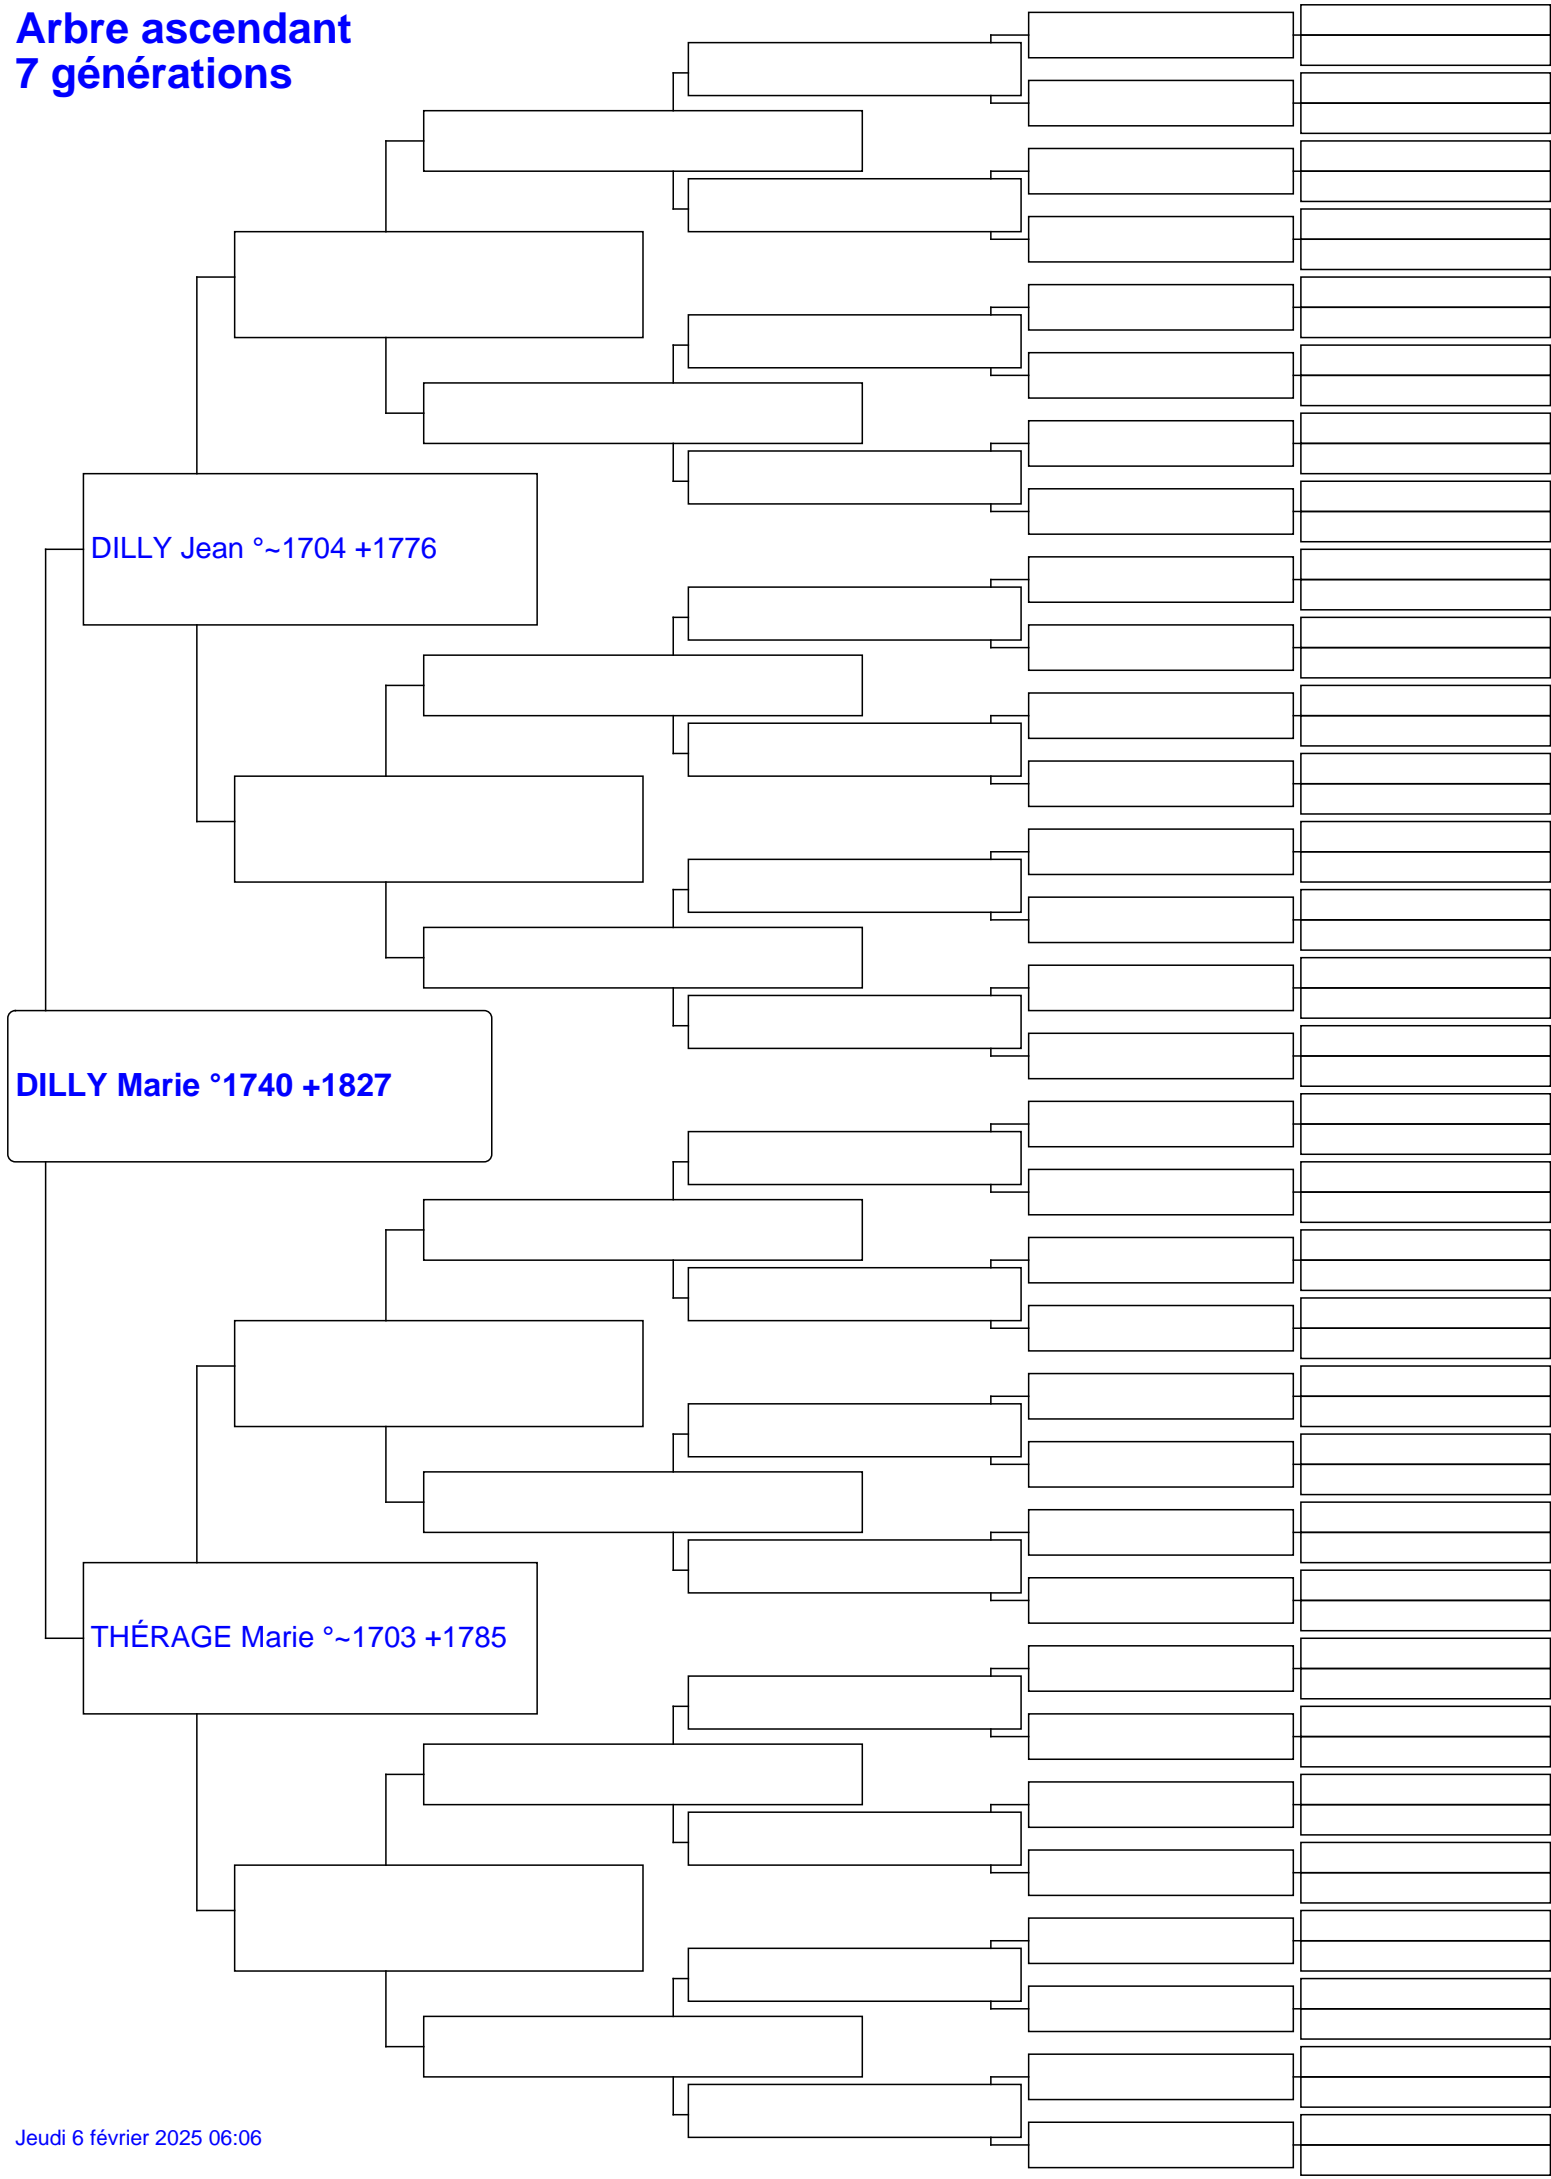 Arbre ascendant
7 générations
DILLY Jean °~1704 +1776
DILLY Marie °1740 +1827
THÉRAGE Marie °~1703 +1785
Jeudi 6 février 2025 06:06